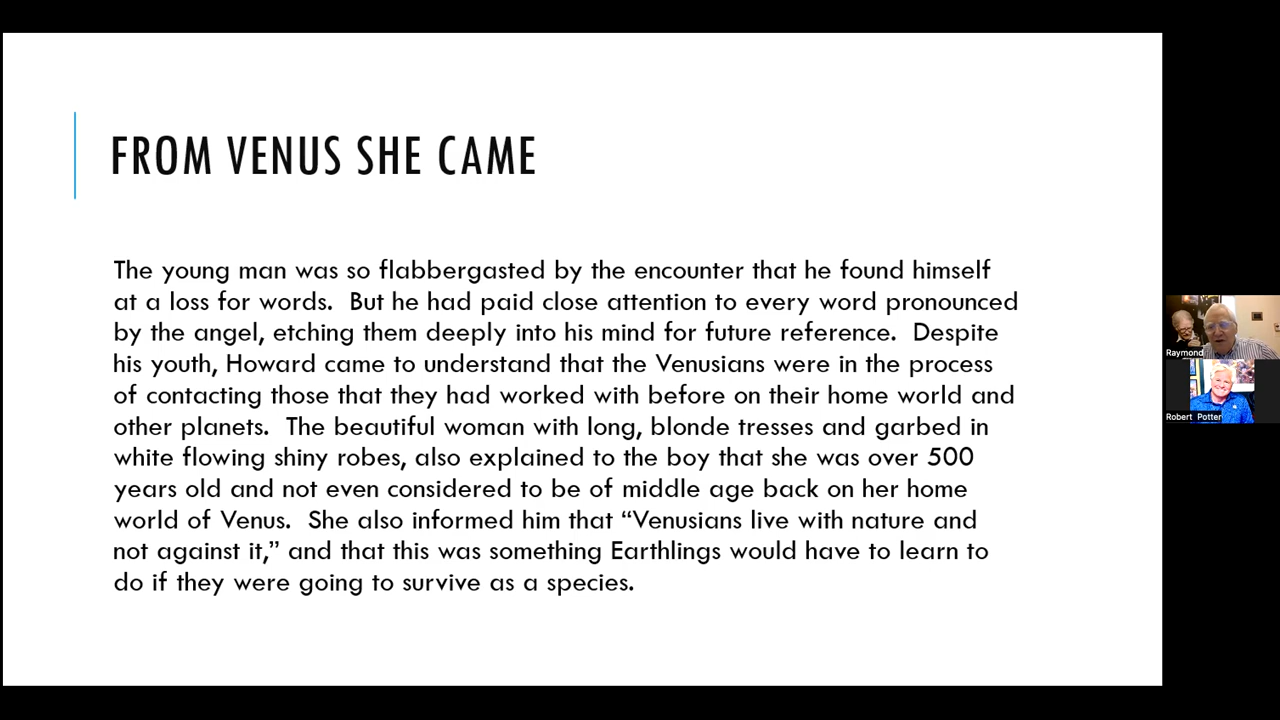 FROM VENUS SHE CAME
The young man was so flabbergasted by the encounter that he found himself
at a loss for words.  But he had paid close attention to every word pronounced
by the angel, etching them deeply into his mind for future reference.  Despite
his youth, Howard came to understand that the Venusians were in the process
of contacting those that they had worked with before on their home world and
other planets.  The beautiful woman with long, blonde tresses and garbed in
white flowing shiny robes, also explained to the boy that she was over 500
years old and not even considered to be of middle age back on her home
world of Venus.  She also informed him that “Venusians live with nature and
not against it,” and that this was something Earthlings would have to learn to
do if they were going to survive as a species.
Raymond
Robert Potter